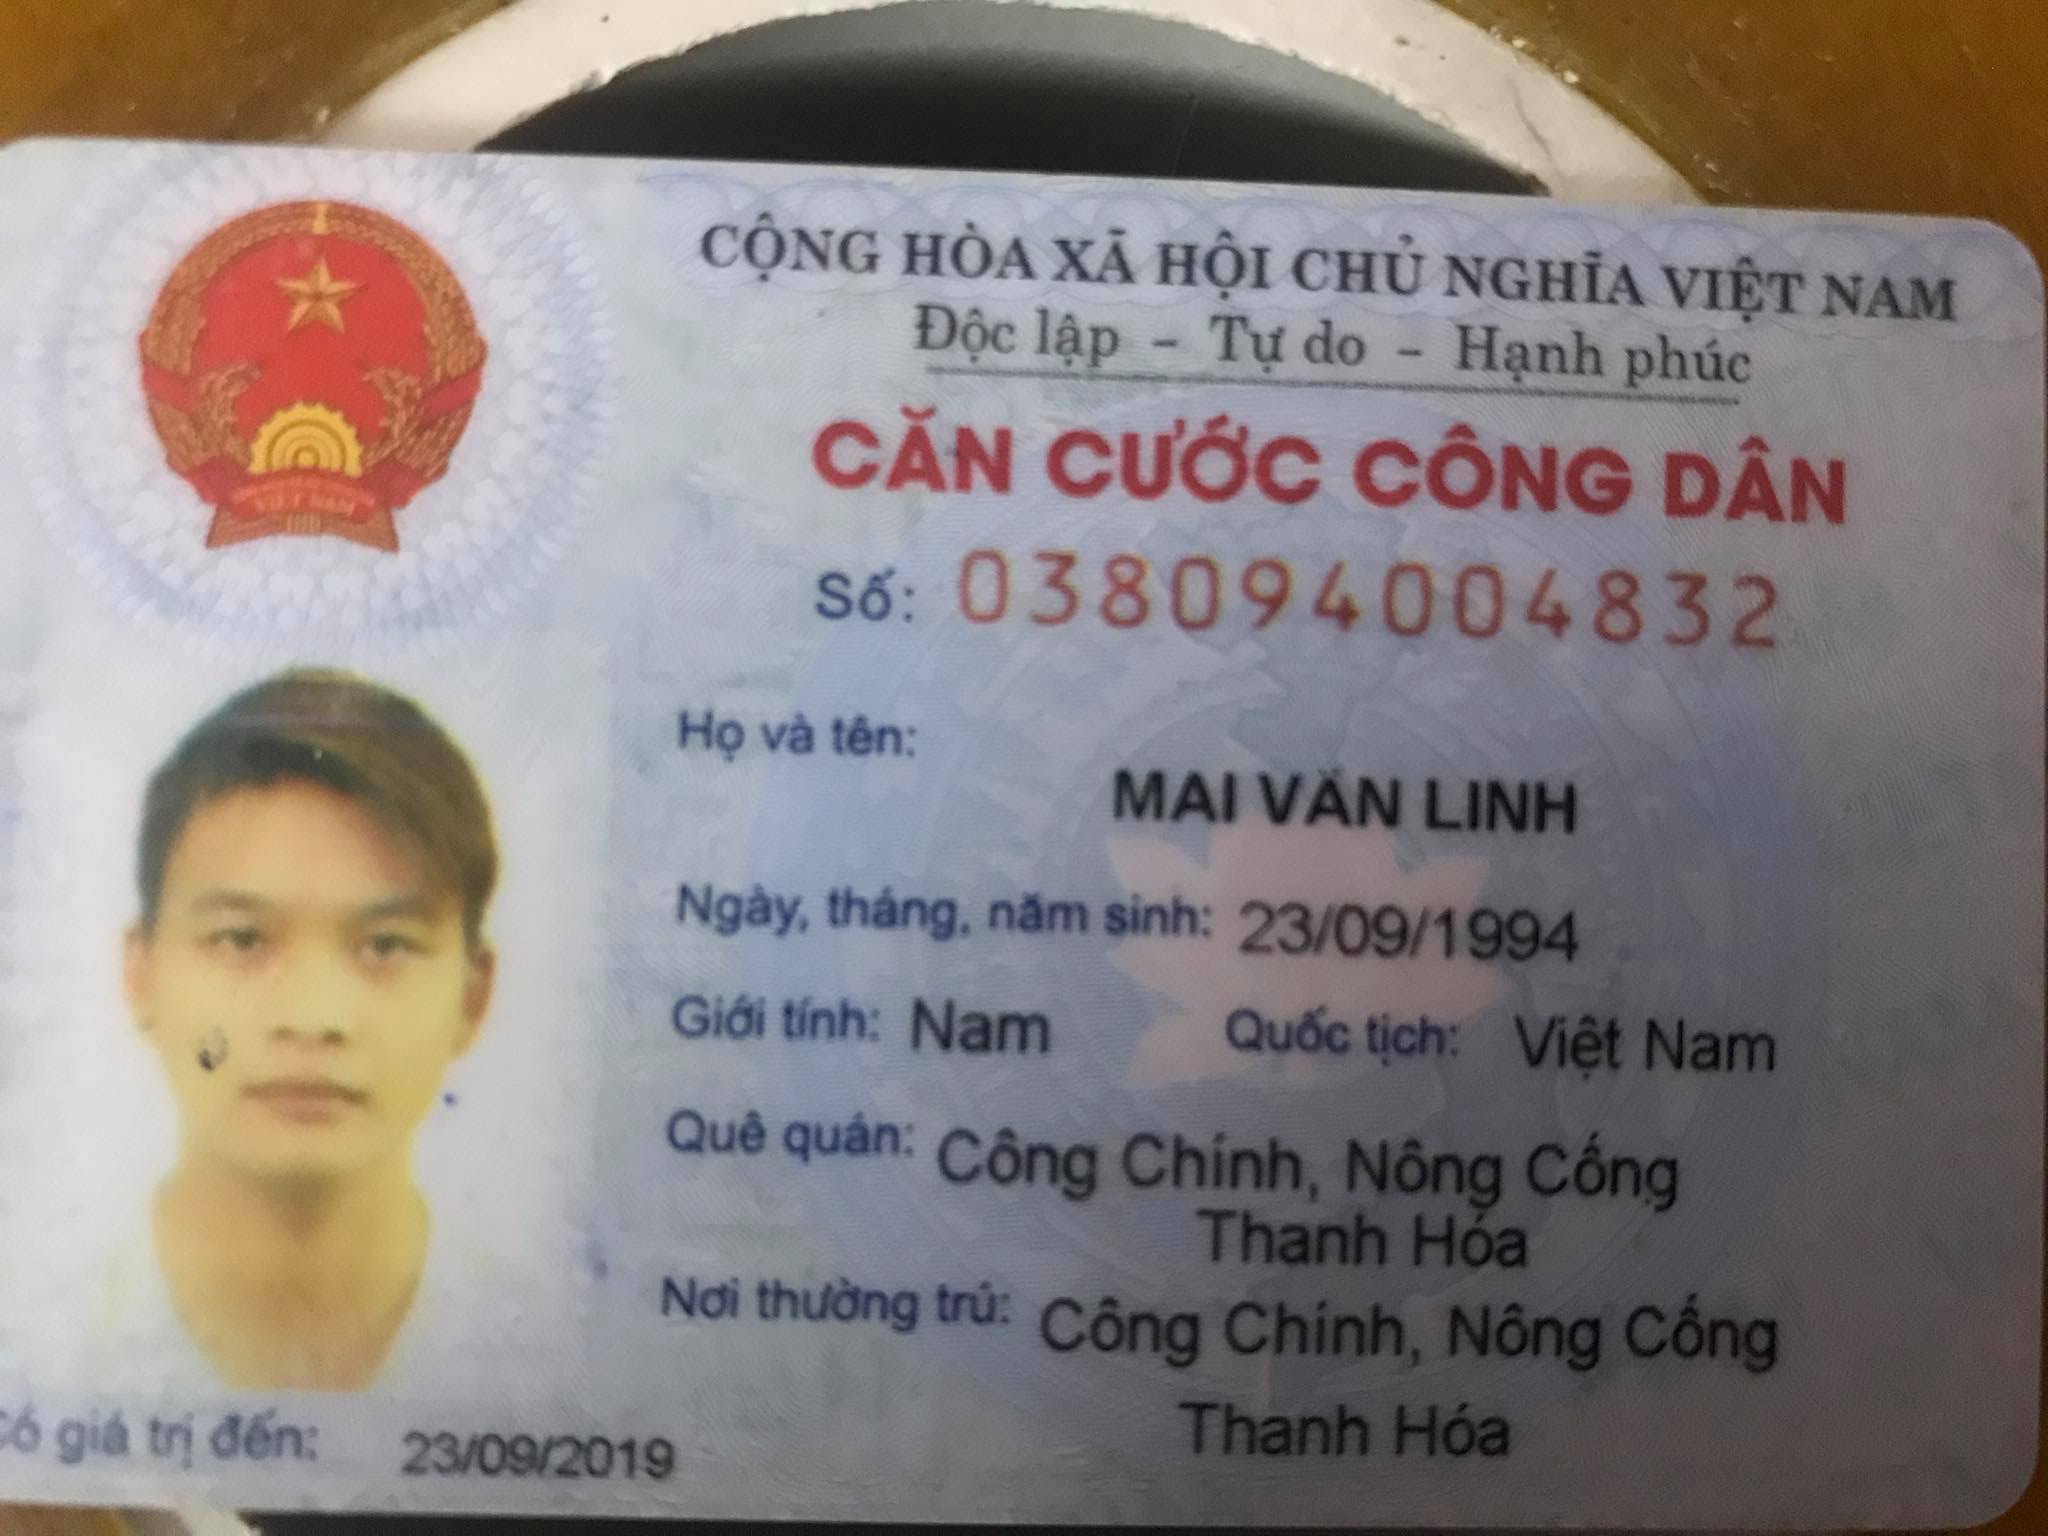 CỘNG HÒA XÃ HỘI CHỦ NGHĨA VIỆT NAM
Độc lập - Tự do - Hạnh phúc
CĂN CƯỚC CÔNG DÂN
Số: 038094004832
Họ và tên:
MAI VĂN LINH
Ngày, tháng, năm sinh: 23/09/1994
Giới tính: Nam Quốc tịch: Việt Nam
Quê quán: Công Chính, Nông Cống
Thanh Hóa
Nơi thường trú: Công Chính, Nông Cống
Thanh Hóa
Có giá trị đến: 23/09/2019
VIỆT NAM